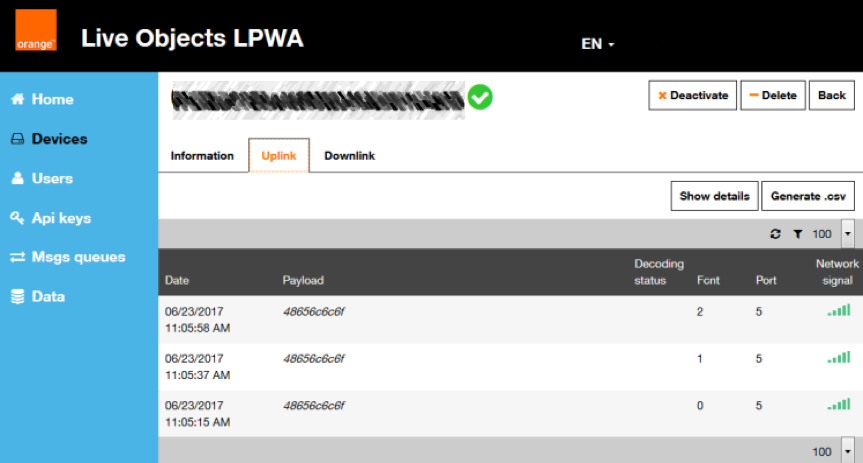 orange™
Live Objects LPWA
EN
Home
Devices
Users
Api keys
Msgs queues
Data
Deactivate
Delete
Back
Information
Uplink
Downlink
Show details
Generate .csv
100
Date Payload Decoding status Font Port Network signal
06/23/2017 11:05:58 AM 48656c6c6f 2 5
06/23/2017 11:05:37 AM 48656c6c6f 1 5
06/23/2017 11:05:15 AM 48656c6c6f 0 5
100